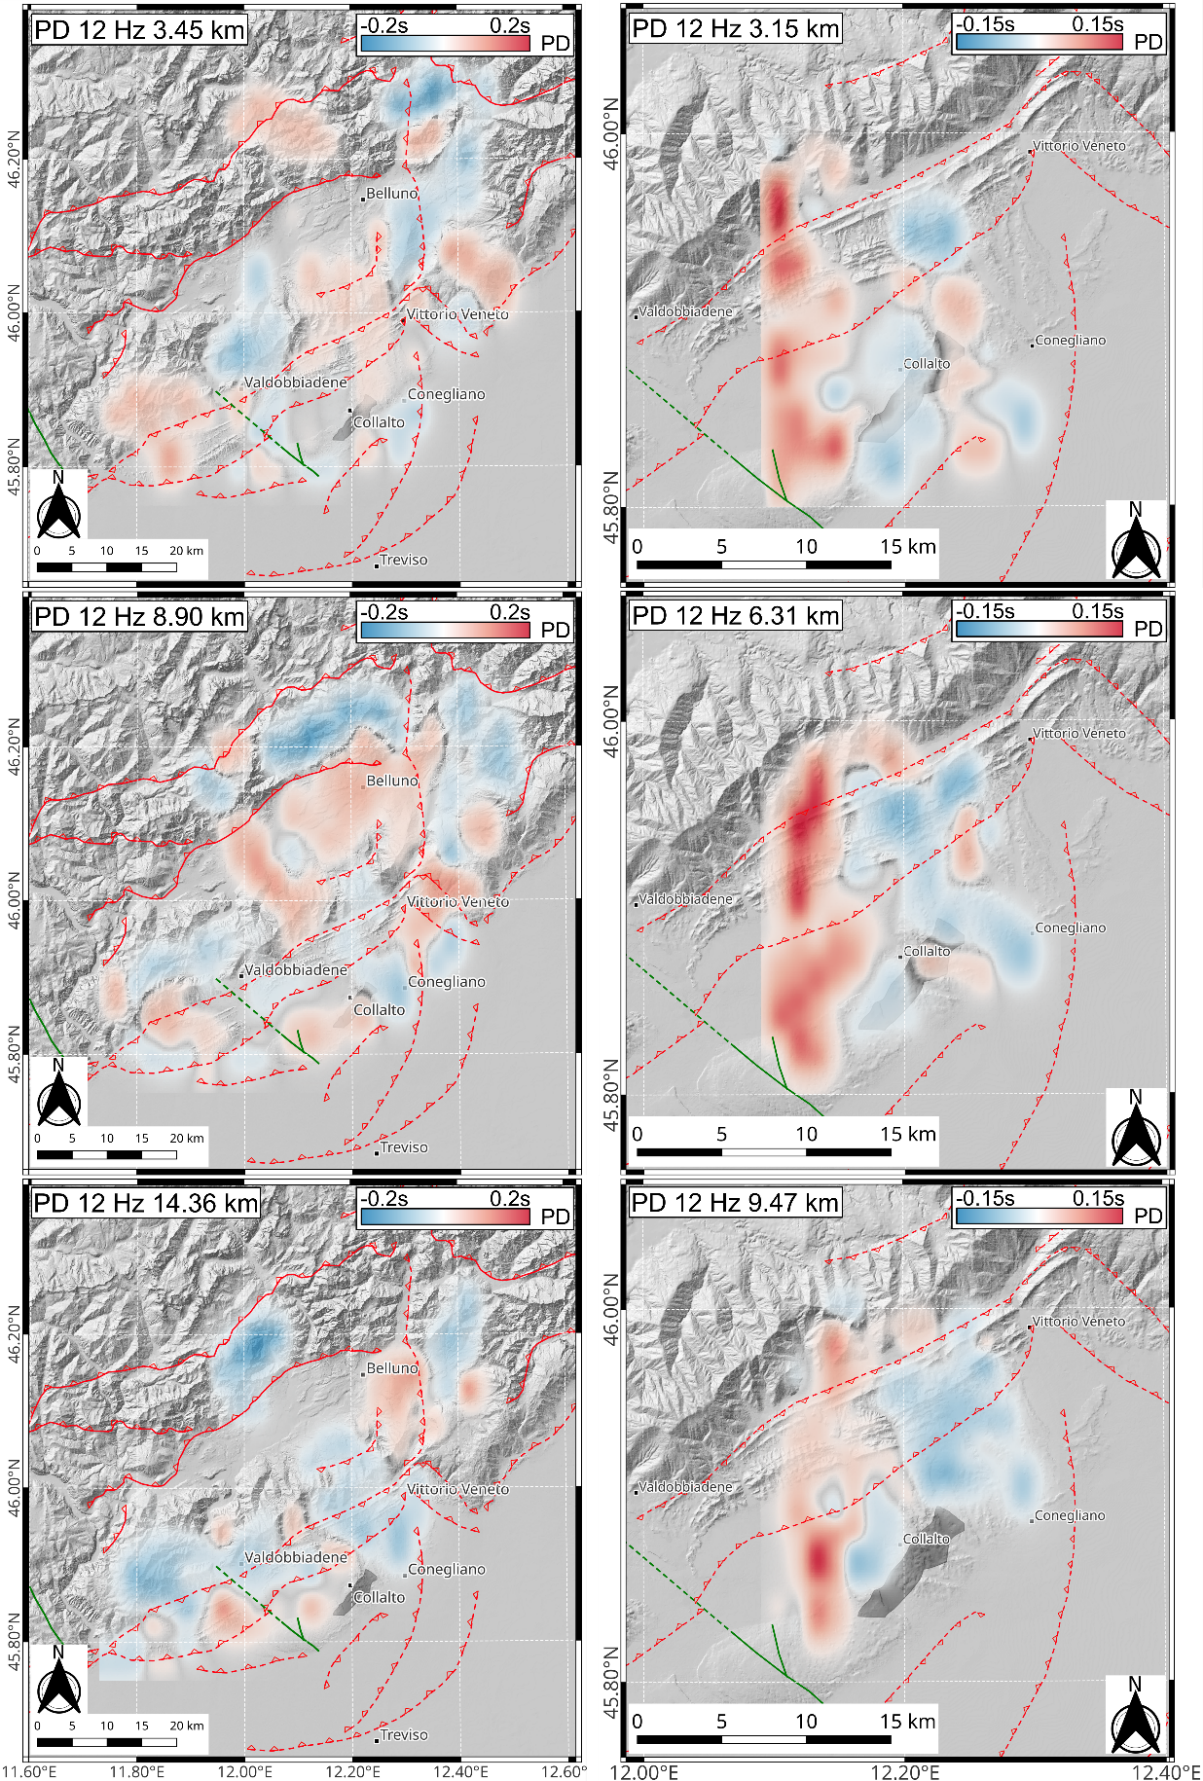 PD 12 Hz 3.45 km
-0.2s 0.2s
PD
46.20°N
46.00°N
45.80°N
Belluno
Vittorio Veneto
Valdobbiadene
Conegliano
Collalto
Treviso
N
0 5 10 15 20 km
PD 12 Hz 3.15 km
-0.15s 0.15s
PD
46.00°N
45.80°N
Vittorio Veneto
Valdobbiadene
Conegliano
Collalto
N
0 5 10 15 km
PD 12 Hz 8.90 km
-0.2s 0.2s
PD
46.20°N
46.00°N
45.80°N
Belluno
Vittorio Veneto
Valdobbiadene
Conegliano
Collalto
Treviso
N
0 5 10 15 20 km
PD 12 Hz 6.31 km
-0.15s 0.15s
PD
46.00°N
45.80°N
Vittorio Veneto
Valdobbiadene
Conegliano
Collalto
N
0 5 10 15 km
PD 12 Hz 14.36 km
-0.2s 0.2s
PD
46.20°N
46.00°N
45.80°N
Belluno
Vittorio Veneto
Valdobbiadene
Conegliano
Collalto
Treviso
N
0 5 10 15 20 km
11.60°E 11.80°E 12.00°E 12.20°E 12.40°E 12.60°E
PD 12 Hz 9.47 km
-0.15s 0.15s
PD
46.00°N
45.80°N
Vittorio Veneto
Valdobbiadene
Conegliano
Collalto
N
0 5 10 15 km
12.00°E 12.20°E 12.40°E